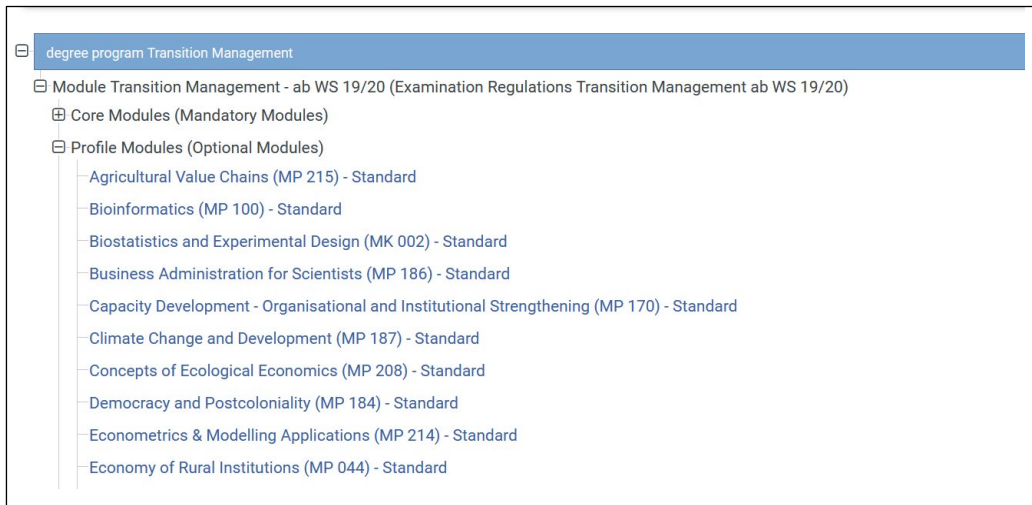 degree program Transition Management
Module Transition Management - ab WS 19/20 (Examination Regulations Transition Management ab WS 19/20)
Core Modules (Mandatory Modules)
Profile Modules (Optional Modules)
Agricultural Value Chains (MP 215) - Standard
Bioinformatics (MP 100) - Standard
Biostatistics and Experimental Design (MK 002) - Standard
Business Administration for Scientists (MP 186) - Standard
Capacity Development - Organisational and Institutional Strengthening (MP 170) - Standard
Climate Change and Development (MP 187) - Standard
Concepts of Ecological Economics (MP 208) - Standard
Democracy and Postcoloniality (MP 184) - Standard
Econometrics & Modelling Applications (MP 214) - Standard
Economy of Rural Institutions (MP 044) - Standard